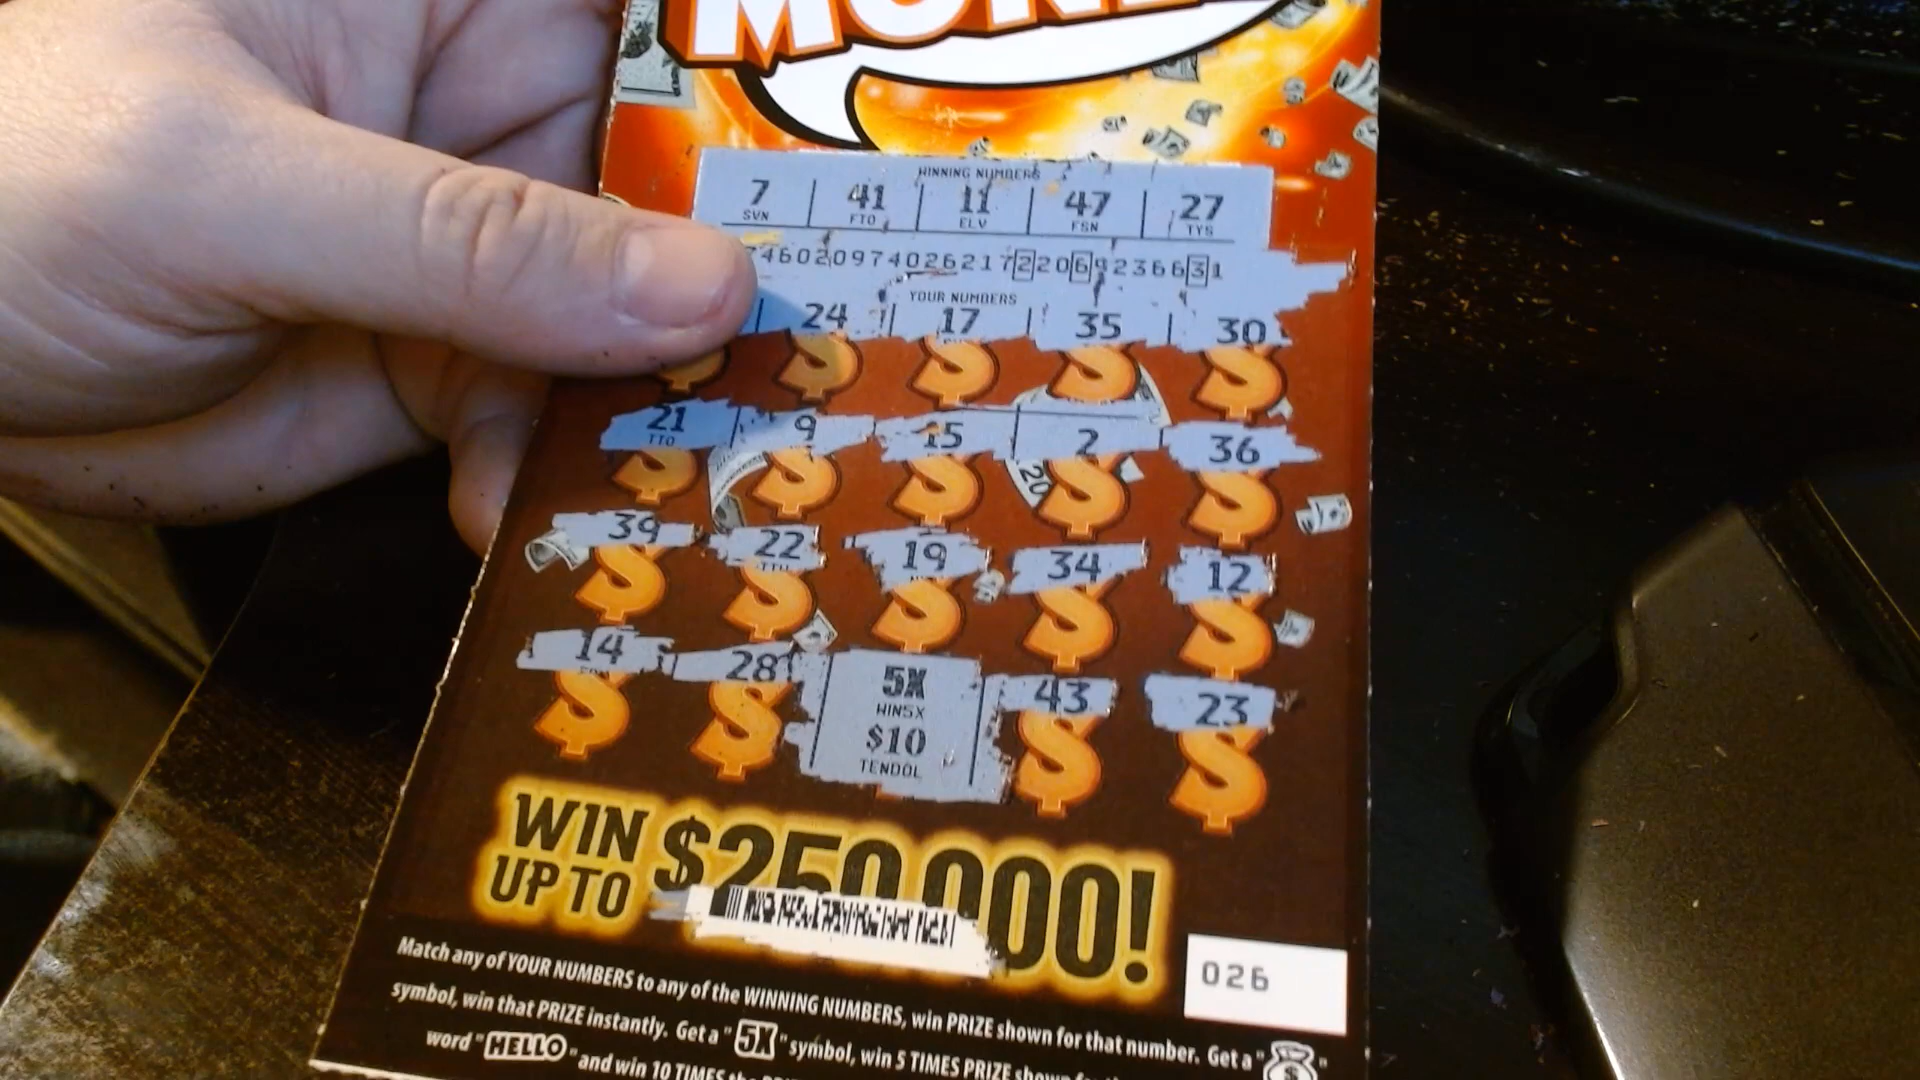 WINNING NUMBERS
7 41 11 47 27
SVN FTO ELV FSN TYS
4602097402621722069236631
YOUR NUMBERS
24 17 35 30
21 9 15 2 36
TTO
20
39 22 19 34 12
14 28 5X 43 23
WIN5X
$10
TENDOL
WIN UP TO $250,000!
026
Match any of YOUR NUMBERS to any of the WINNING NUMBERS, win PRIZE shown for that number. Get a " "
symbol, win that PRIZE instantly. Get a "5X" symbol, win 5 TIMES PRIZE shown
word "HELLO" and win 10 TIMES the